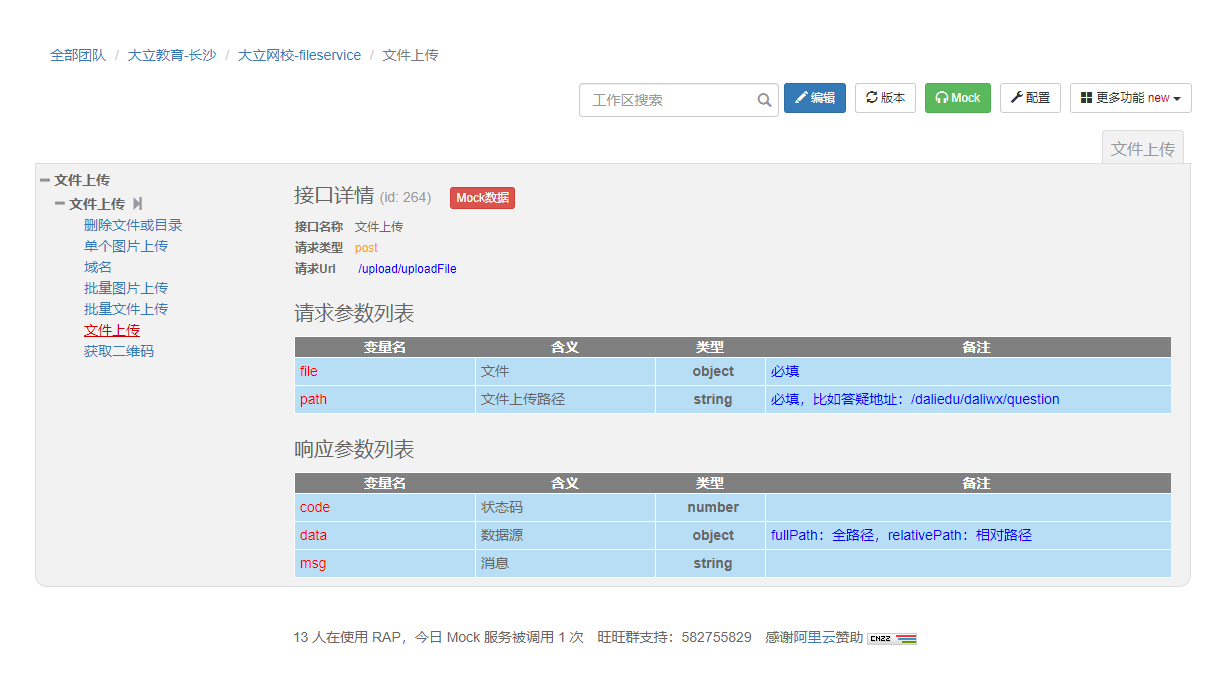 全部团队 / 大立教育-长沙 / 大立网校-fileservice / 文件上传
工作区搜索 编辑 版本 Mock 配置 更多功能 new
文件上传
文件上传
文件上传
删除文件或目录
单个图片上传
域名
批量图片上传
批量文件上传
文件上传
获取二维码
接口详情 (id: 264) Mock数据
接口名称 文件上传
请求类型 post
请求Url /upload/uploadFile
请求参数列表
变量名 含义 类型 备注
file 文件 object 必填
path 文件上传路径 string 必填，比如答疑地址：/daliedu/daliwx/question
响应参数列表
变量名 含义 类型 备注
code 状态码 number
data 数据源 object fullPath：全路径，relativePath：相对路径
msg 消息 string
13 人在使用 RAP，今日 Mock 服务被调用 1 次 旺旺群支持：582755829 感谢阿里云赞助 CNZZ